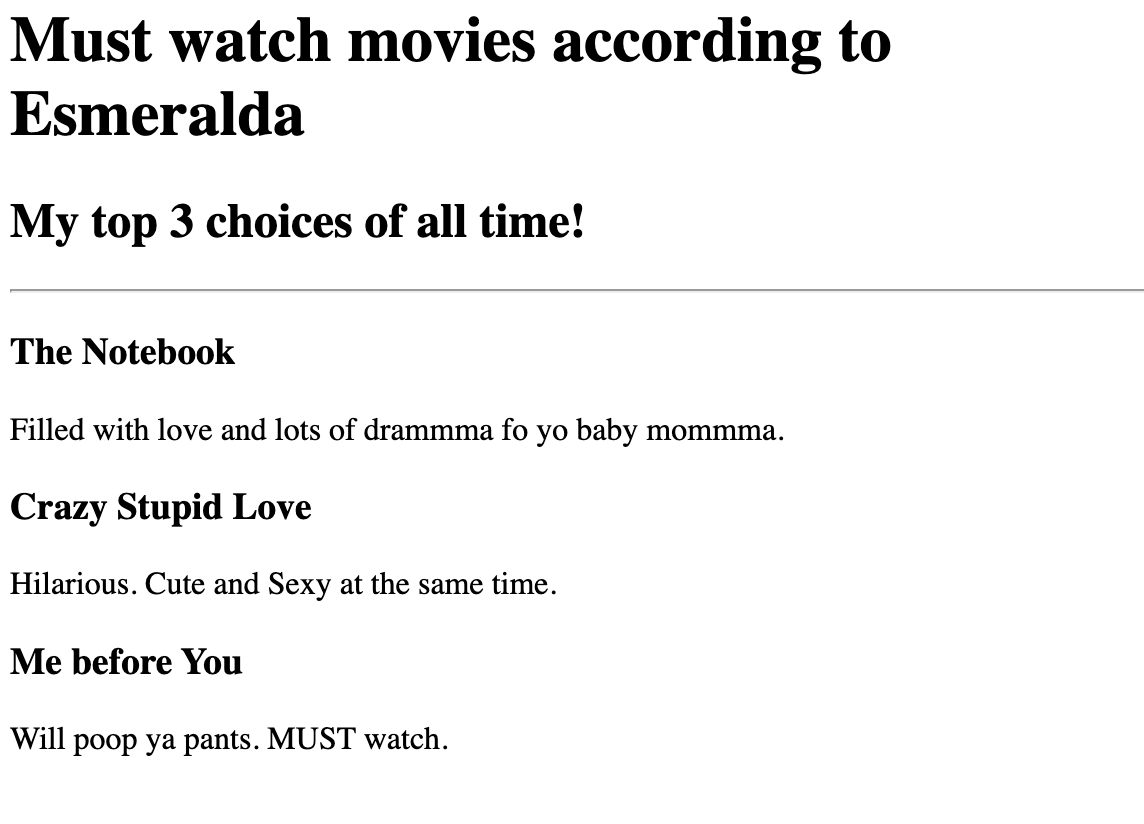 Must watch movies according to
Esmeralda
My top 3 choices of all time!
The Notebook
Filled with love and lots of drammma fo yo baby mommma.
Crazy Stupid Love
Hilarious. Cute and Sexy at the same time.
Me before You
Will poop ya pants. MUST watch.